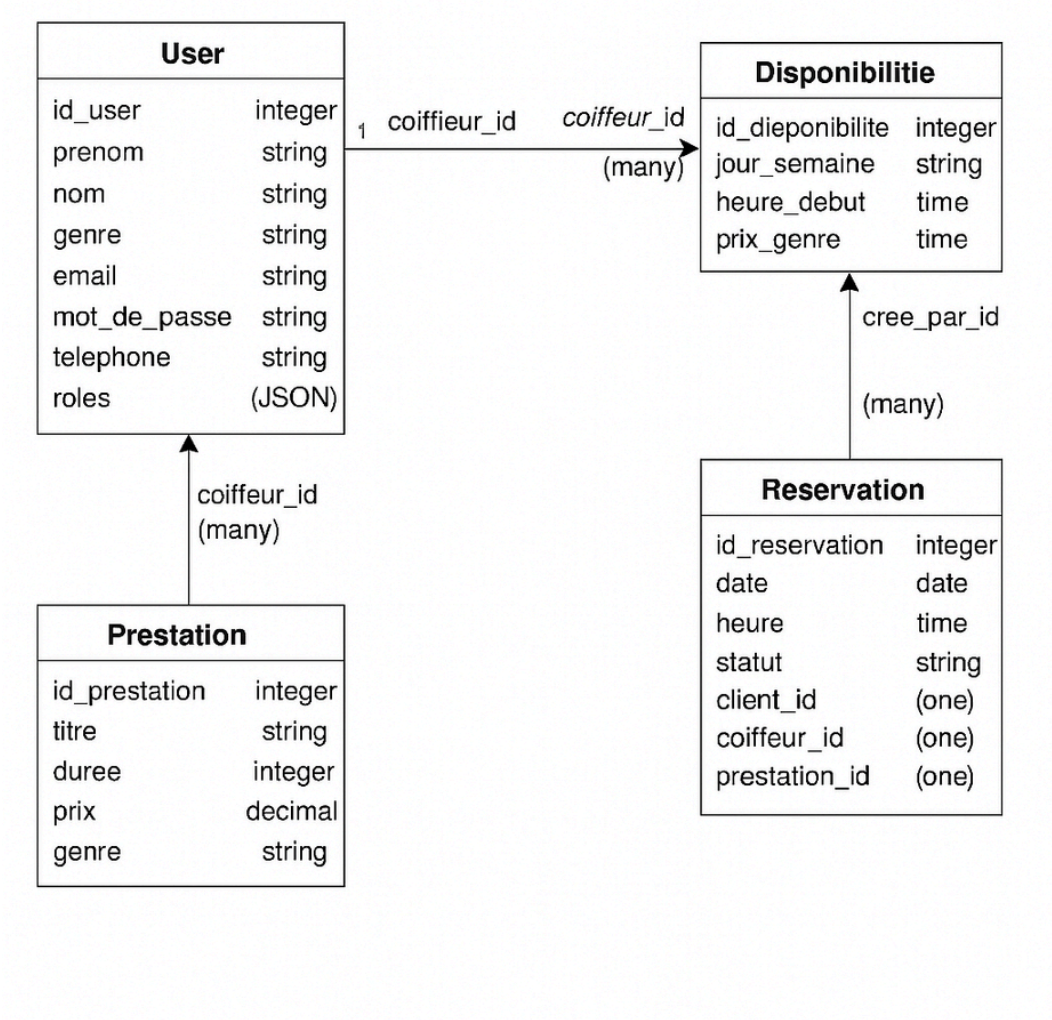 User
id_user integer
prenom string
nom string
genre string
email string
mot_de_passe string
telephone string
roles (JSON)
1 coiffieur_id coiffeur_id
(many)
Disponibilitie
id_dieponibilite integer
jour_semaine string
heure_debut time
prix_genre time
cree_par_id
(many)
coiffeur_id
(many)
Prestation
id_prestation integer
titre string
duree integer
prix decimal
genre string
Reservation
id_reservation integer
date date
heure time
statut string
client_id (one)
coiffeur_id (one)
prestation_id (one)